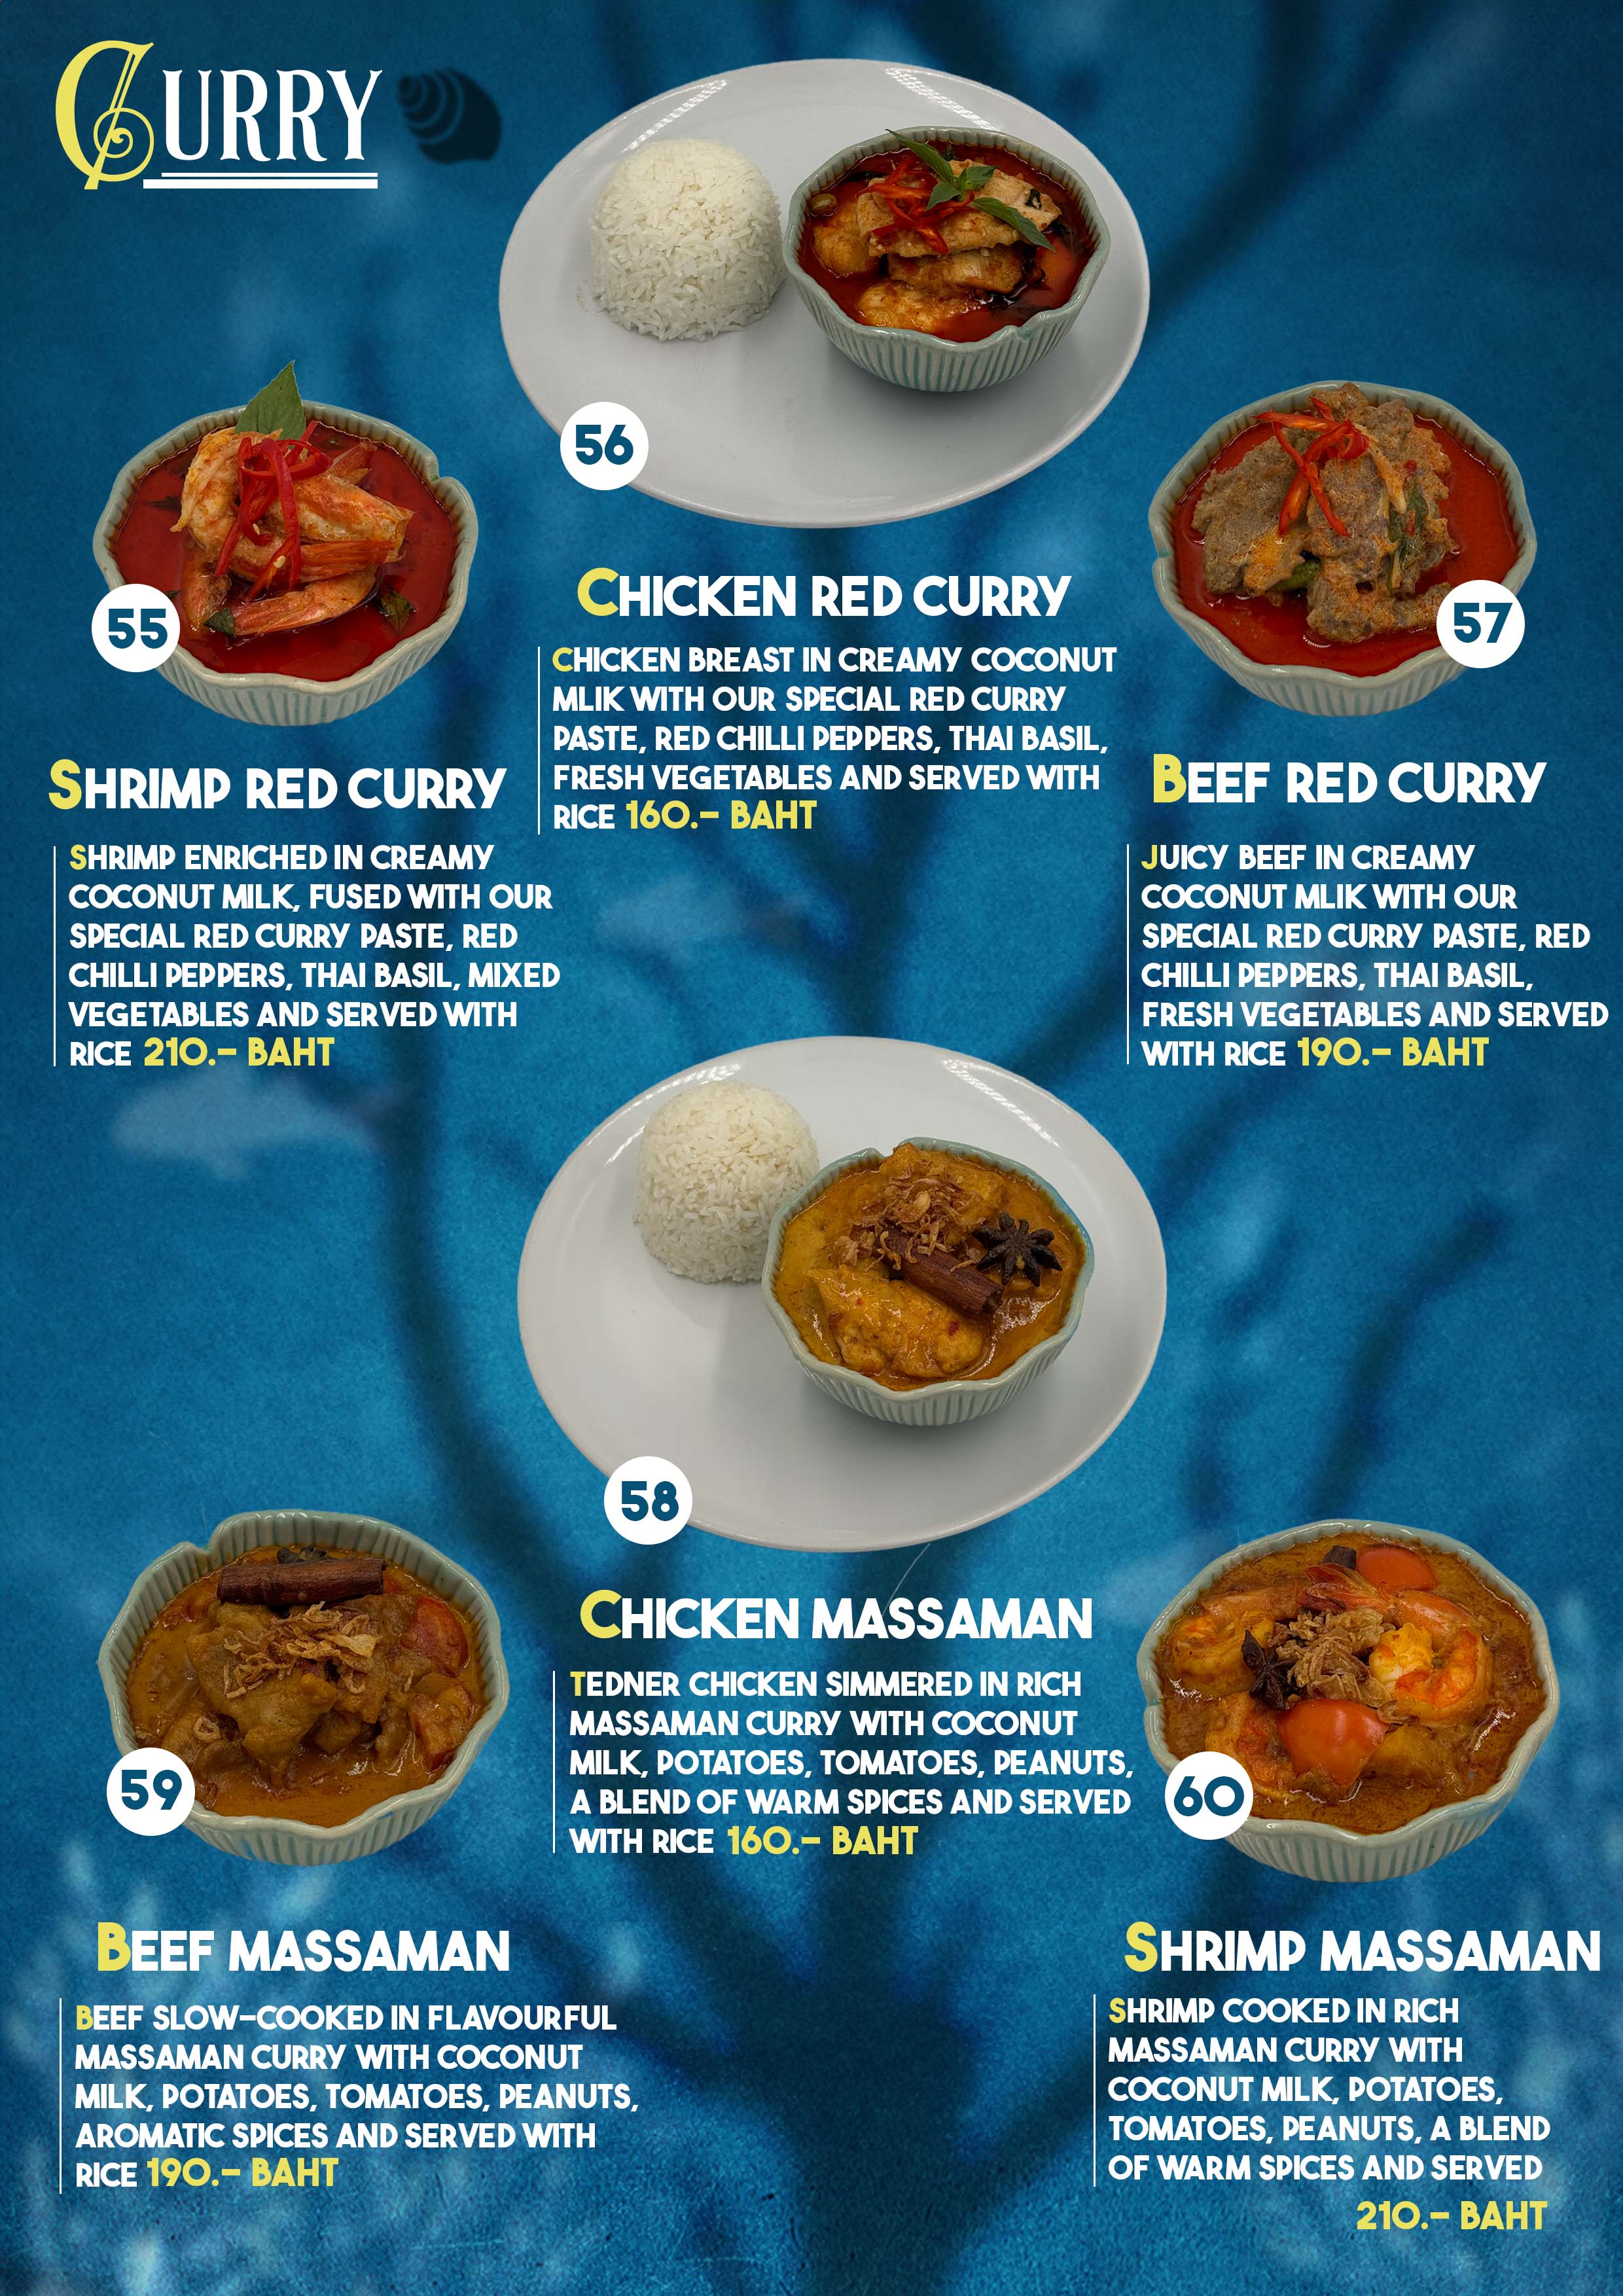 CURRY
56
55
57
CHICKEN RED CURRY
CHICKEN BREAST IN CREAMY COCONUT
MLIK WITH OUR SPECIAL RED CURRY
PASTE, RED CHILLI PEPPERS, THAI BASIL,
FRESH VEGETABLES AND SERVED WITH
RICE 160.- BAHT
SHRIMP RED CURRY
SHRIMP ENRICHED IN CREAMY
COCONUT MILK, FUSED WITH OUR
SPECIAL RED CURRY PASTE, RED
CHILLI PEPPERS, THAI BASIL, MIXED
VEGETABLES AND SERVED WITH
RICE 210.- BAHT
BEEF RED CURRY
JUICY BEEF IN CREAMY
COCONUT MLIK WITH OUR
SPECIAL RED CURRY PASTE, RED
CHILLI PEPPERS, THAI BASIL,
FRESH VEGETABLES AND SERVED
WITH RICE 190.- BAHT
58
59
60
CHICKEN MASSAMAN
TEDNER CHICKEN SIMMERED IN RICH
MASSAMAN CURRY WITH COCONUT
MILK, POTATOES, TOMATOES, PEANUTS,
A BLEND OF WARM SPICES AND SERVED
WITH RICE 160.- BAHT
BEEF MASSAMAN
BEEF SLOW-COOKED IN FLAVOURFUL
MASSAMAN CURRY WITH COCONUT
MILK, POTATOES, TOMATOES, PEANUTS,
AROMATIC SPICES AND SERVED WITH
RICE 190.- BAHT
SHRIMP MASSAMAN
SHRIMP COOKED IN RICH
MASSAMAN CURRY WITH
COCONUT MILK, POTATOES,
TOMATOES, PEANUTS, A BLEND
OF WARM SPICES AND SERVED
210.- BAHT